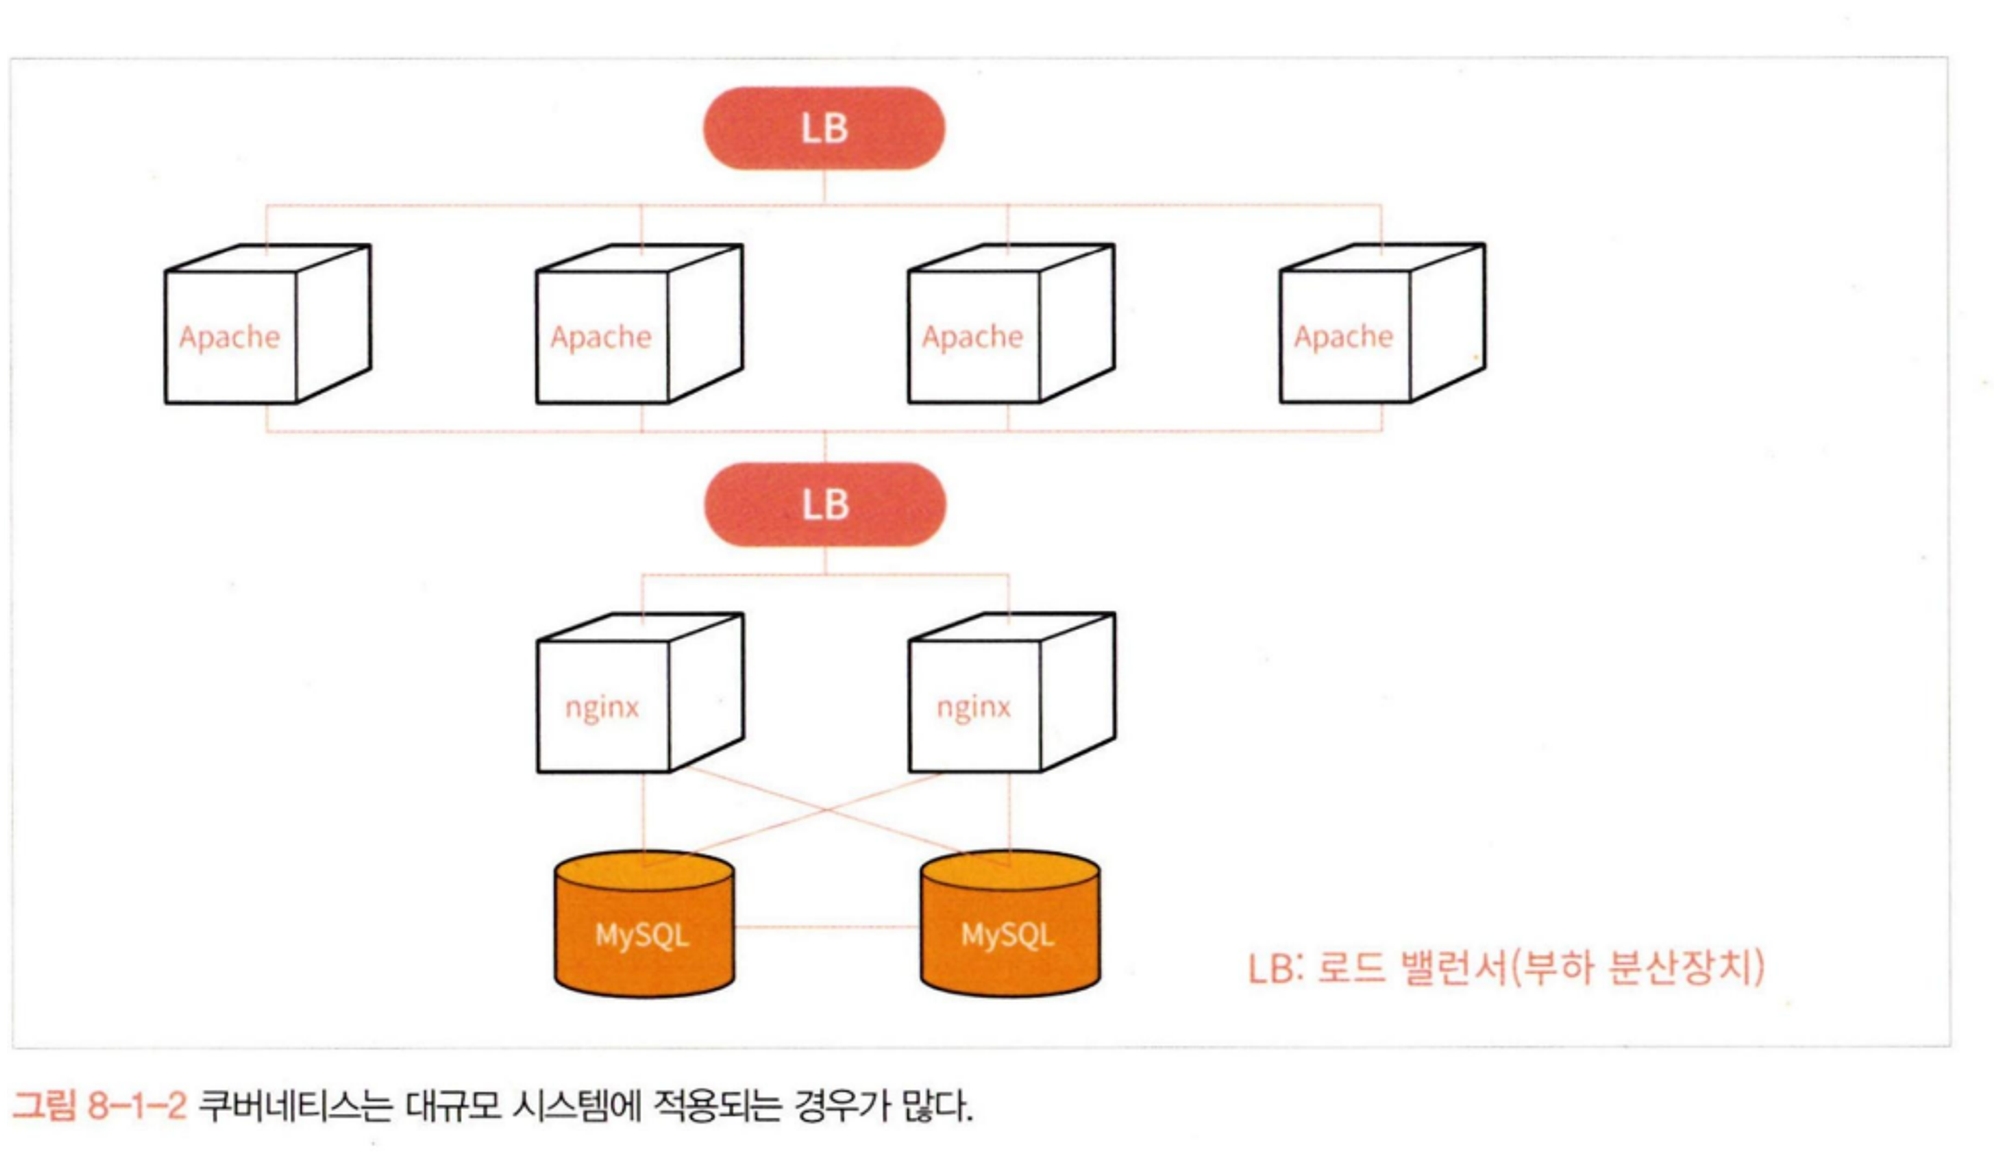 LB
Apache
Apache
Apache
Apache
LB
nginx
nginx
MySQL
MySQL
LB: 로드 밸런서(부하 분산장치)
그림 8-1-2 쿠버네티스는 대규모 시스템에 적용되는 경우가 많다.